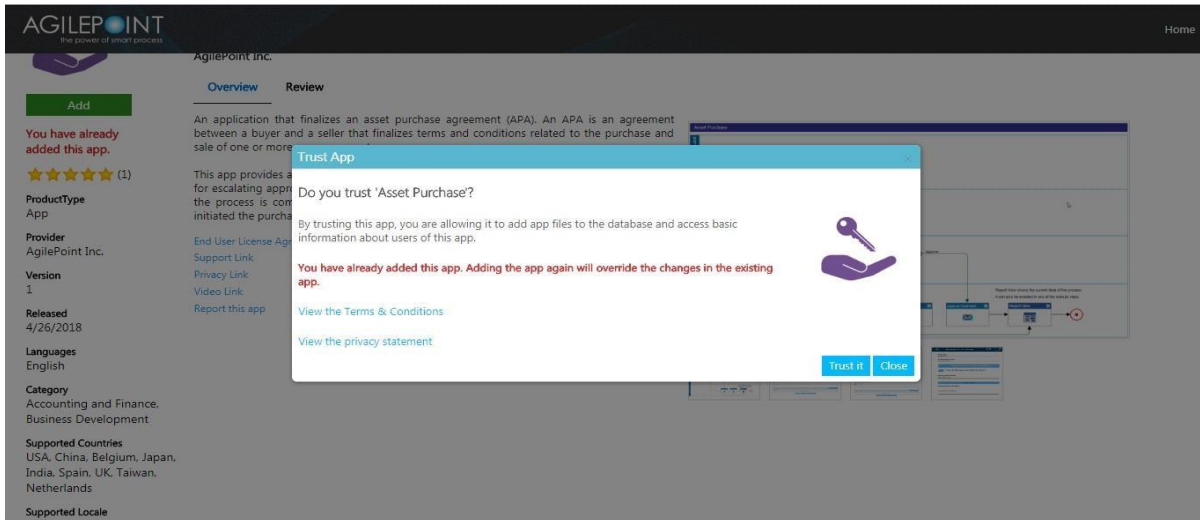 AGILEPOINT
the power of smart process
Home
AgilePoint Inc.
Overview Review
Add
You have already
added this app.
(1)
ProductType
App
Provider
AgilePoint Inc.
Version
1
Released
4/26/2018
Languages
English
Category
Accounting and Finance,
Business Development
Supported Countries
USA, China, Belgium, Japan,
India, Spain, UK, Taiwan,
Netherlands
Supported Locale
An application that finalizes an asset purchase agreement (APA). An APA is an agreement
between a buyer and a seller that finalizes terms and conditions related to the purchase and
sale of one or more
This app provides a
for escalating appr
the process is com
initiated the purcha
End User License Agr
Support Link
Privacy Link
Video Link
Report this app
Asset Purchase
Trust App
Do you trust 'Asset Purchase'?
By trusting this app, you are allowing it to add app files to the database and access basic
information about users of this app.
You have already added this app. Adding the app again will override the changes in the existing
app.
View the Terms & Conditions
View the privacy statement
Trust it Close